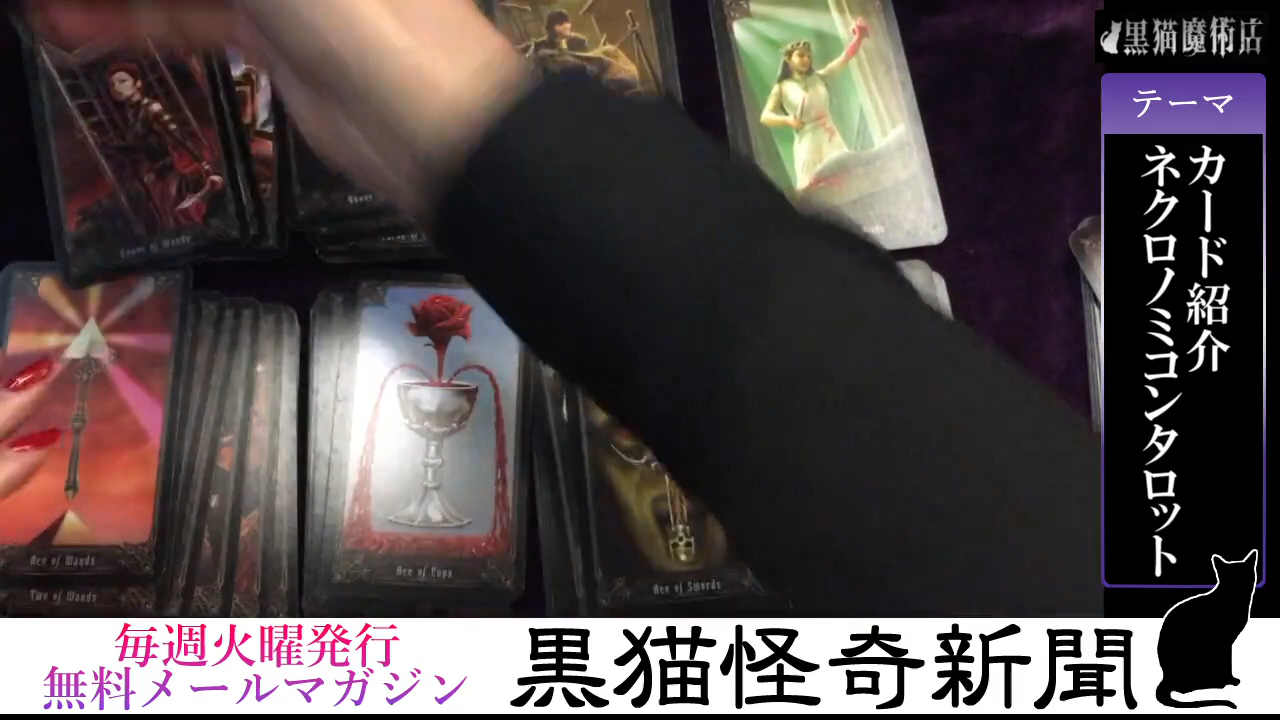 黒猫魔術店
テーマ
カード紹介
ネクロノミコンタロット
Ace of Wands
Two of Wands
Ace of Cups
Ace of Swords
毎週火曜発行
無料メールマガジン
黒猫怪奇新聞